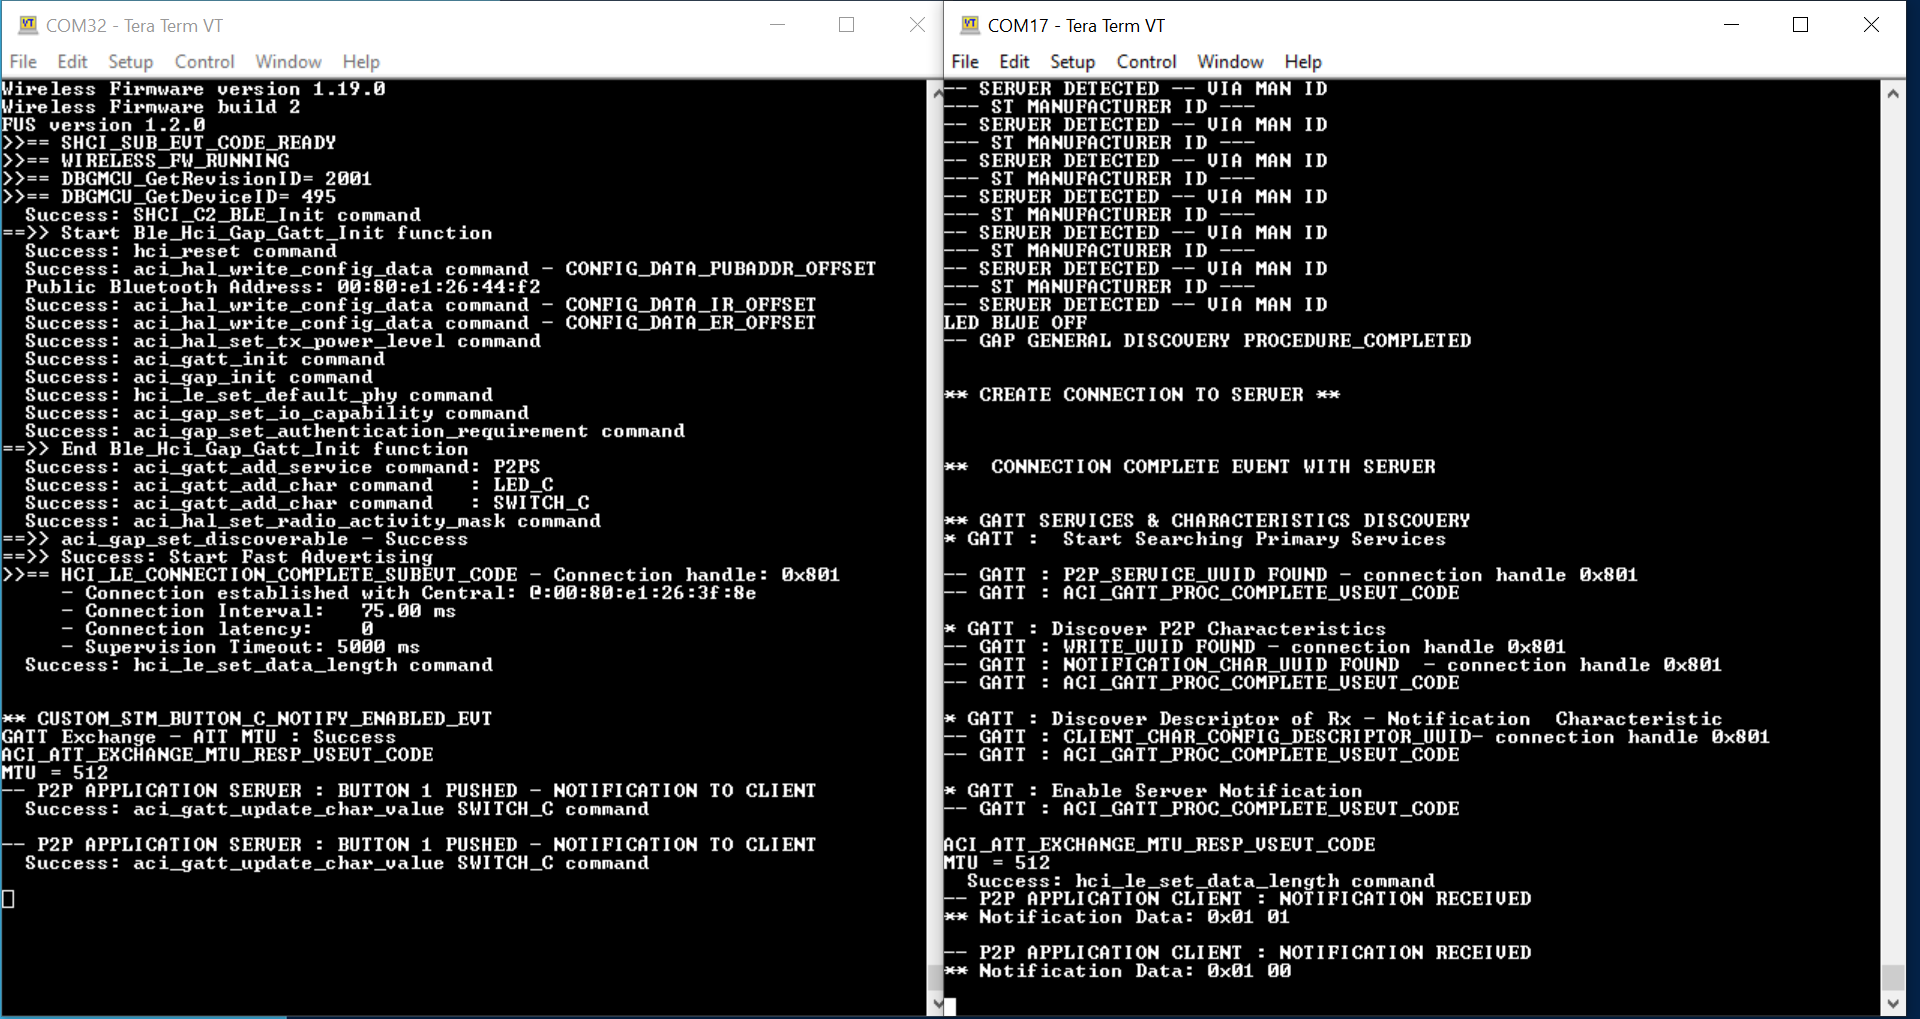 COM32 - Tera Term VT
File Edit Setup Control Window Help
Wireless Firmware version 1.19.0
Wireless Firmware build 2
FUS version 1.2.0
>>== SHCI_SUB_EVT_CODE_READY
>>== WIRELESS_FW_RUNNING
>>== DBGMCU_GetRevisionID= 2001
>>== DBGMCU_GetDeviceID= 495
  Success: SHCI_C2_BLE_Init command
==>> Start Ble_Hci_Gap_Gatt_Init function
  Success: hci_reset command
  Success: aci_hal_write_config_data command - CONFIG_DATA_PUBADDR_OFFSET
  Public Bluetooth Address: 00:80:e1:26:44:f2
  Success: aci_hal_write_config_data command - CONFIG_DATA_IR_OFFSET
  Success: aci_hal_write_config_data command - CONFIG_DATA_ER_OFFSET
  Success: aci_hal_set_tx_power_level command
  Success: aci_gatt_init command
  Success: aci_gap_init command
  Success: hci_le_set_default_phy command
  Success: aci_gap_set_io_capability command
  Success: aci_gap_set_authentication_requirement command
==>> End Ble_Hci_Gap_Gatt_Init function
  Success: aci_gatt_add_service command: P2PS
  Success: aci_gatt_add_char command   : LED_C
  Success: aci_gatt_add_char command   : SWITCH_C
  Success: aci_hal_set_radio_activity_mask command
==>> aci_gap_set_discoverable - Success
==>> Success: Start Fast Advertising
>>== HCI_LE_CONNECTION_COMPLETE_SUBEVT_CODE - Connection handle: 0x801
     - Connection established with Central: @:00:80:e1:26:3f:8e
     - Connection Interval:   75.00 ms
     - Connection latency:    0
     - Supervision Timeout: 5000 ms
  Success: hci_le_set_data_length command
** CUSTOM_STM_BUTTON_C_NOTIFY_ENABLED_EVT
GATT Exchange - ATT MTU : Success
ACI_ATT_EXCHANGE_MTU_RESP_VSEVT_CODE
MTU = 512
-- P2P APPLICATION SERVER : BUTTON 1 PUSHED - NOTIFICATION TO CLIENT
  Success: aci_gatt_update_char_value SWITCH_C command
-- P2P APPLICATION SERVER : BUTTON 1 PUSHED - NOTIFICATION TO CLIENT
  Success: aci_gatt_update_char_value SWITCH_C command
COM17 - Tera Term VT
File Edit Setup Control Window Help
-- SERVER DETECTED -- VIA MAN ID
--- ST MANUFACTURER ID ---
-- SERVER DETECTED -- VIA MAN ID
--- ST MANUFACTURER ID ---
-- SERVER DETECTED -- VIA MAN ID
--- ST MANUFACTURER ID ---
-- SERVER DETECTED -- VIA MAN ID
--- ST MANUFACTURER ID ---
-- SERVER DETECTED -- VIA MAN ID
--- ST MANUFACTURER ID ---
-- SERVER DETECTED -- VIA MAN ID
--- ST MANUFACTURER ID ---
-- SERVER DETECTED -- VIA MAN ID
LED BLUE OFF
-- GAP GENERAL DISCOVERY PROCEDURE_COMPLETED
** CREATE CONNECTION TO SERVER **
**  CONNECTION COMPLETE EVENT WITH SERVER
** GATT SERVICES & CHARACTERISTICS DISCOVERY
* GATT :  Start Searching Primary Services
-- GATT : P2P_SERVICE_UUID FOUND - connection handle 0x801
-- GATT : ACI_GATT_PROC_COMPLETE_VSEVT_CODE
* GATT : Discover P2P Characteristics
-- GATT : WRITE_UUID FOUND - connection handle 0x801
-- GATT : NOTIFICATION_CHAR_UUID FOUND  - connection handle 0x801
-- GATT : ACI_GATT_PROC_COMPLETE_VSEVT_CODE
* GATT : Discover Descriptor of Rx - Notification  Characteristic
-- GATT : CLIENT_CHAR_CONFIG_DESCRIPTOR_UUID- connection handle 0x801
-- GATT : ACI_GATT_PROC_COMPLETE_VSEVT_CODE
* GATT : Enable Server Notification
-- GATT : ACI_GATT_PROC_COMPLETE_VSEVT_CODE
ACI_ATT_EXCHANGE_MTU_RESP_VSEVT_CODE
MTU = 512
  Success: hci_le_set_data_length command
-- P2P APPLICATION CLIENT : NOTIFICATION RECEIVED
** Notification Data: 0x01 01
-- P2P APPLICATION CLIENT : NOTIFICATION RECEIVED
** Notification Data: 0x01 00